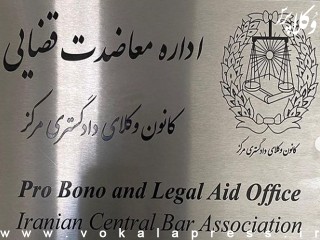 اداره معاضدت قضایی
کانون وکلای دادگستری مرکز
کانون وکلای دادگستری مرکز
Pro Bono and Legal Aid Office
Iranian Central Bar Association
www.vokalapress.ir